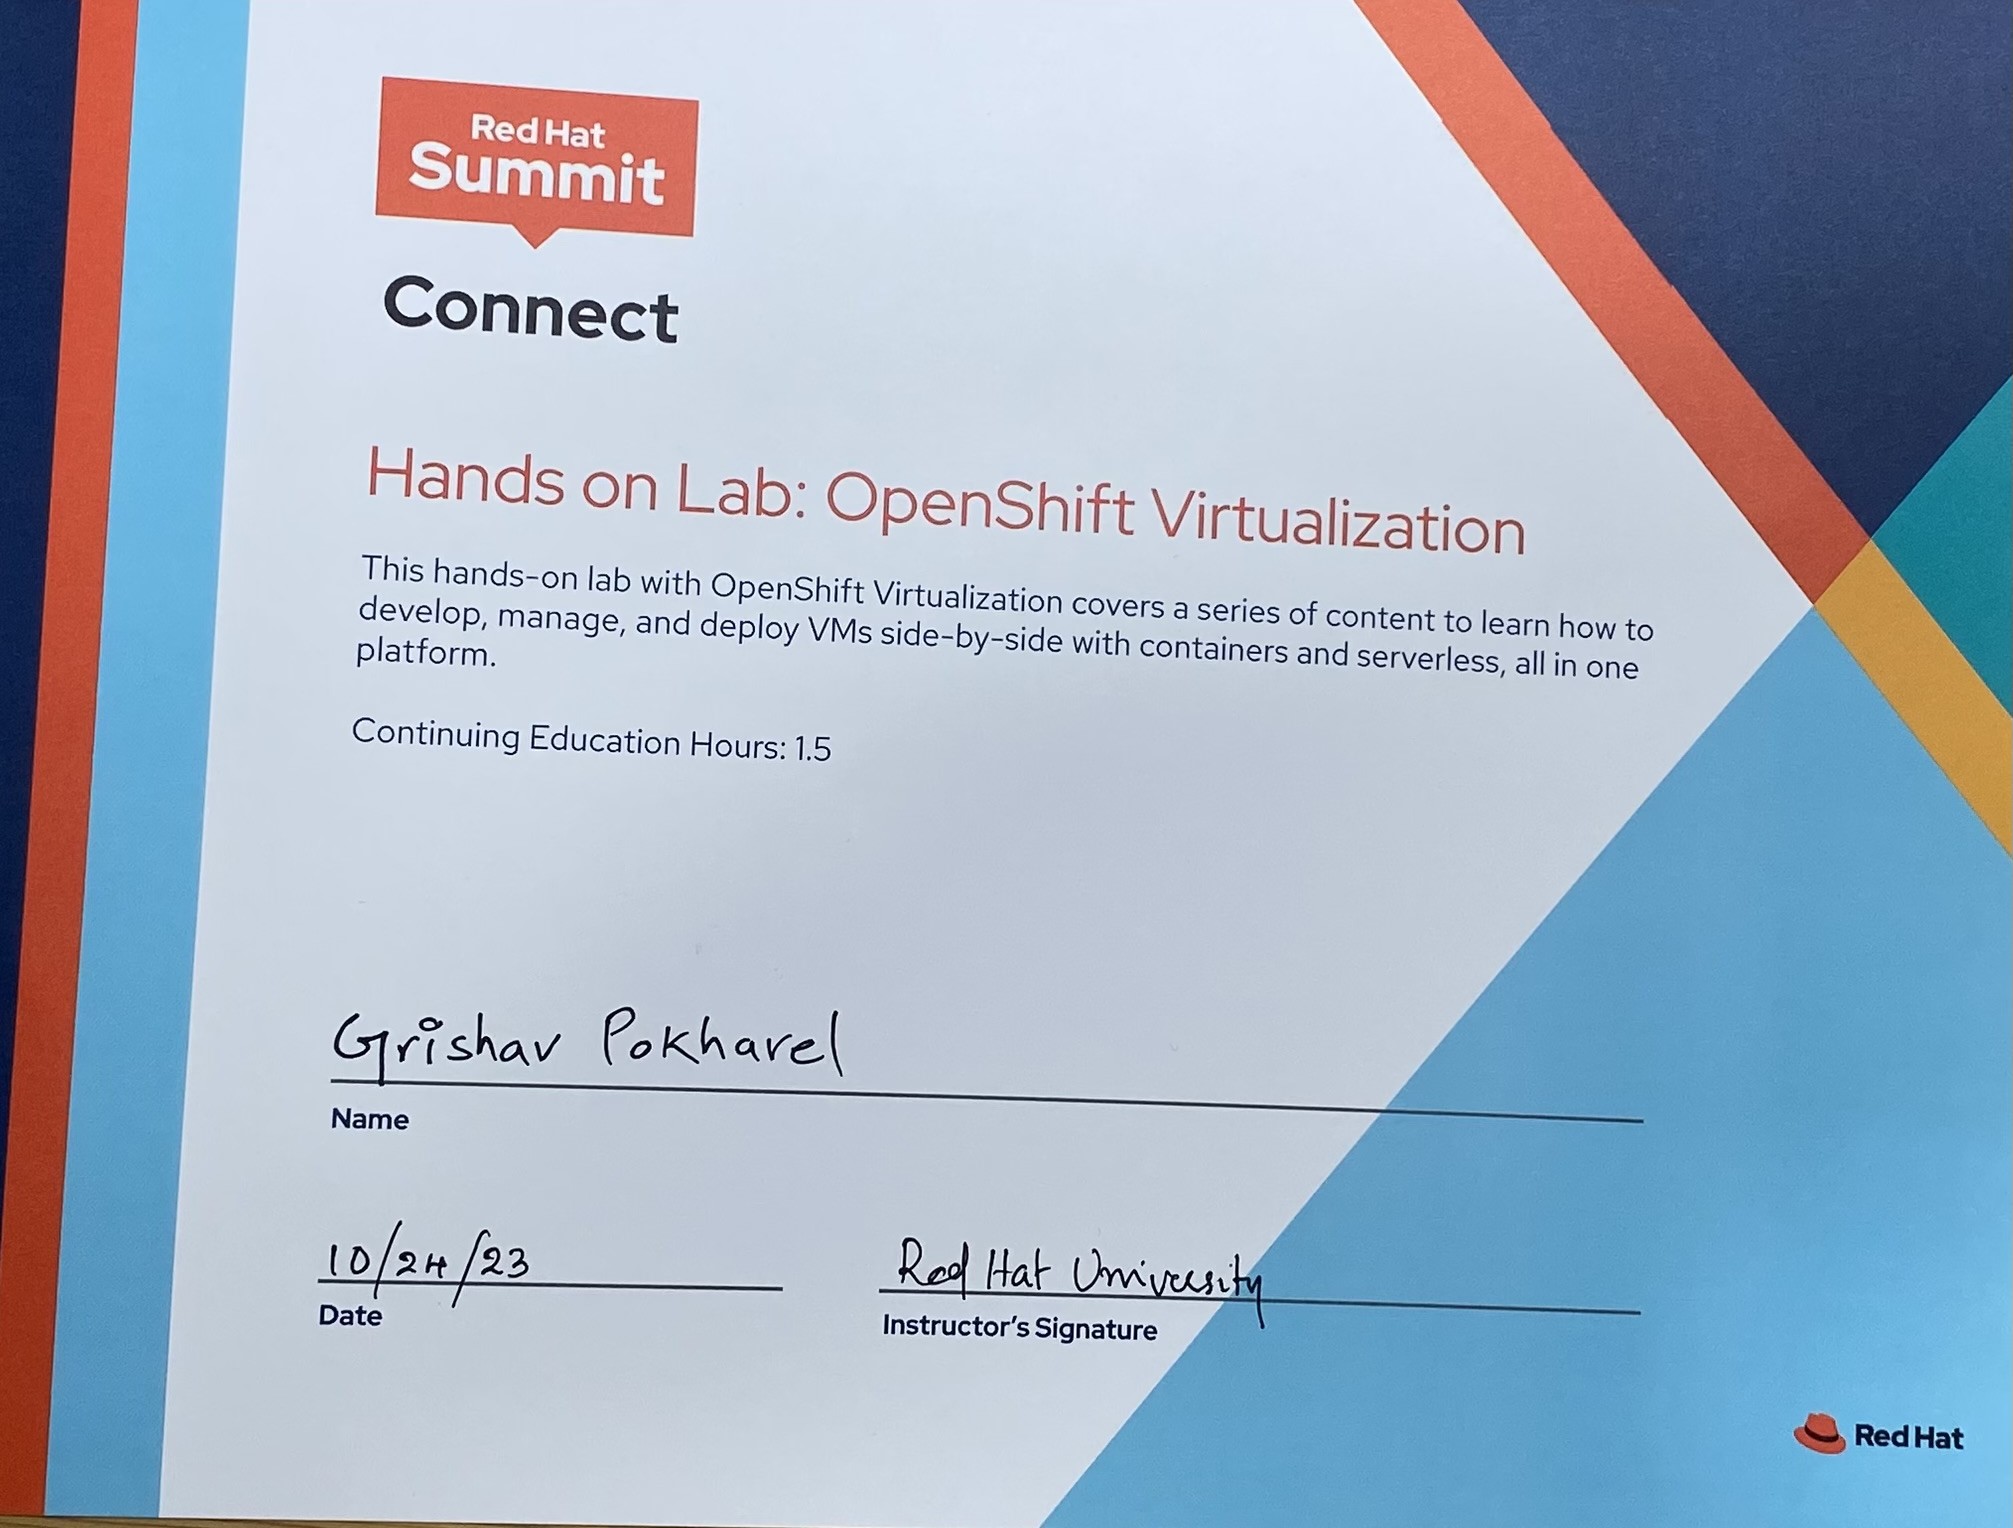 Red Hat
Summit
Connect
Hands on Lab: OpenShift Virtualization
This hands-on lab with OpenShift Virtualization covers a series of content to learn how to
develop, manage, and deploy VMs side-by-side with containers and serverless, all in one
platform.
Continuing Education Hours: 1.5
Grishav Pokharel
Name
10/24/23
Date
Red Hat University
Instructor's Signature
Red Hat